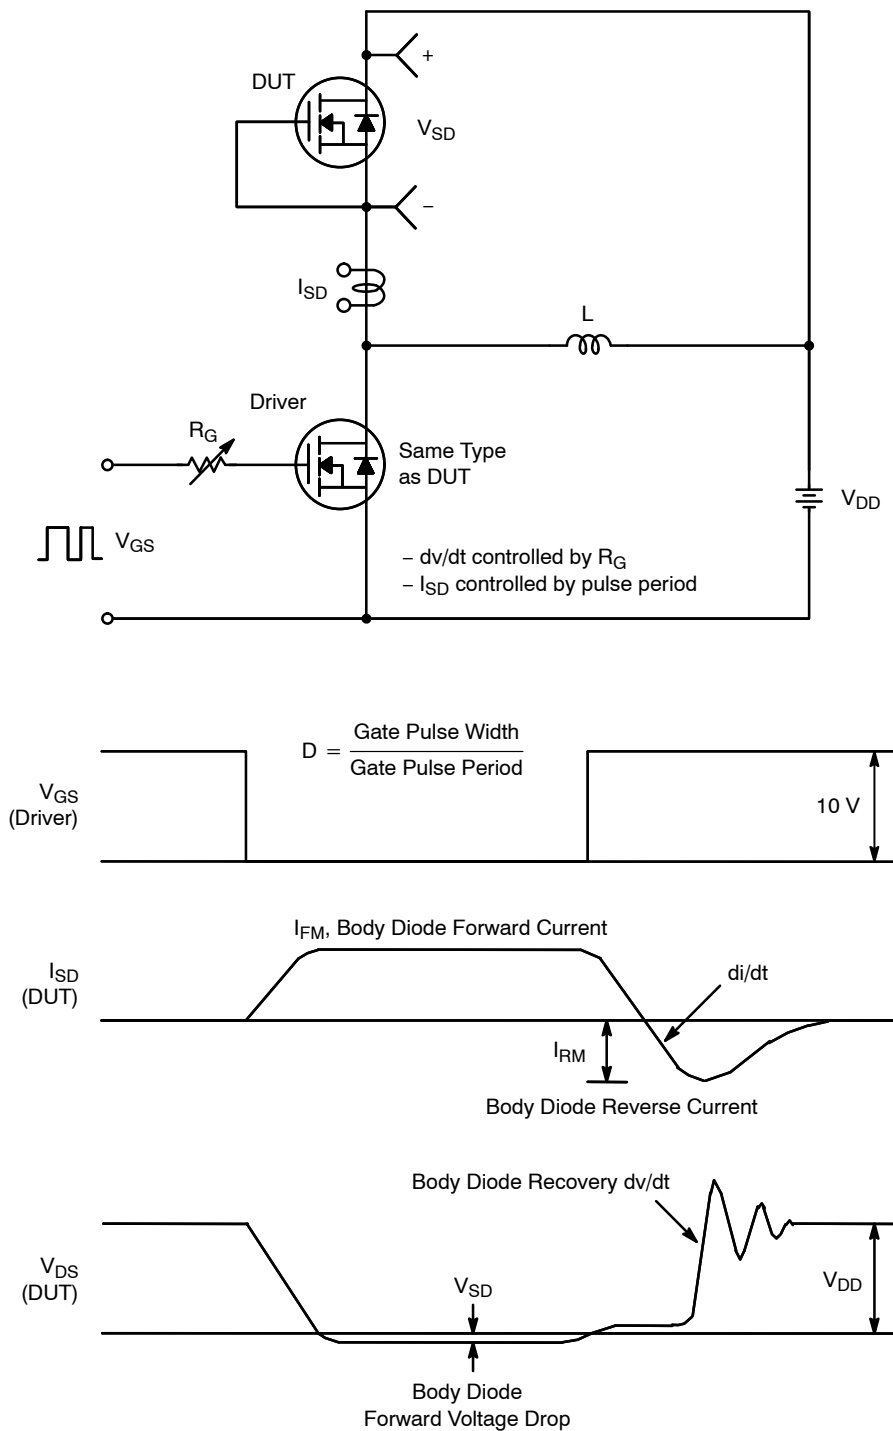 +
DUT
V_SD
−
I_SD
L
Driver
R_G
Same Type
as DUT
V_DD
V_GS
− dv/dt controlled by R_G
− I_SD controlled by pulse period
D = Gate Pulse Width
Gate Pulse Period
V_GS
(Driver)
10 V
I_FM, Body Diode Forward Current
I_SD
(DUT)
di/dt
I_RM
Body Diode Reverse Current
Body Diode Recovery dv/dt
V_DS
(DUT)
V_SD
V_DD
Body Diode
Forward Voltage Drop